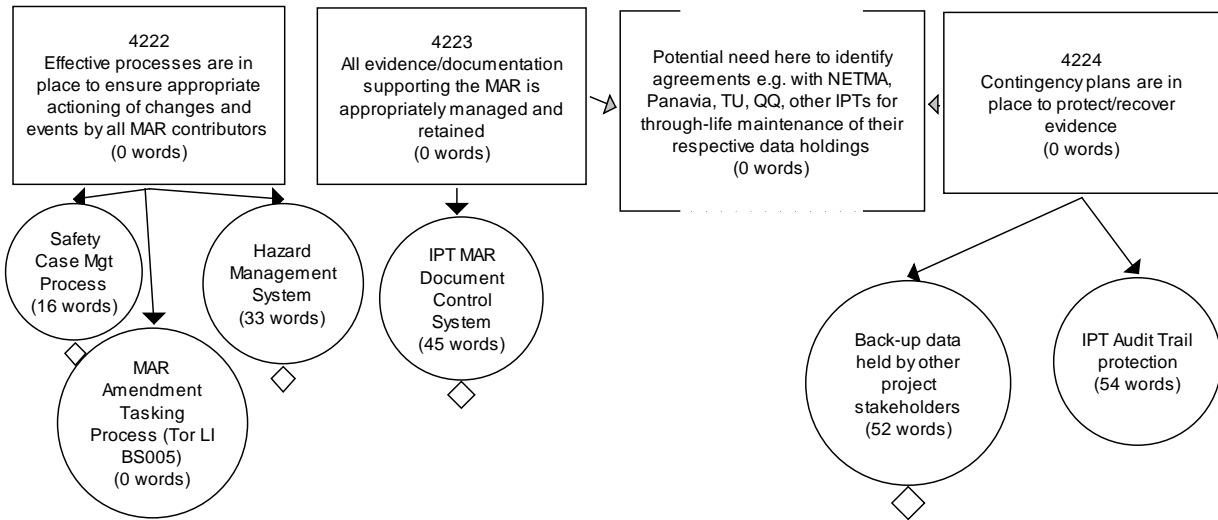 4222
Effective processes are in
place to ensure appropriate
actioning of changes and
events by all MAR contributors
(0 words)
4223
All evidence/documentation
supporting the MAR is
appropriately managed and
retained
(0 words)
Potential need here to identify
agreements e.g. with NETMA,
Panavia, TU, QQ, other IPTs for
through-life maintenance of their
respective data holdings
(0 words)
4224
Contingency plans are in
place to protect/recover
evidence
(0 words)
Safety
Case Mgt
Process
(16 words)
MAR
Amendment
Tasking
Process (Tor LI
BS005)
(0 words)
Hazard
Management
System
(33 words)
IPT MAR
Document
Control
System
(45 words)
Back-up data
held by other
project
stakeholders
(52 words)
IPT Audit Trail
protection
(54 words)